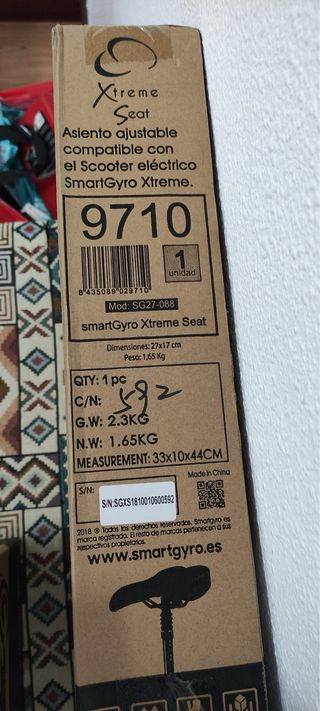 Xtreme
Seat
Asiento ajustable
compatible con
el Scooter eléctrico
SmartGyro Xtreme.
9710
1
unidad
8 435089 029710
Mod: SG27-088
smartGyro Xtreme Seat
Dimensiones: 27x17 cm
Peso: 1,65 Kg
QTY: 1 pc
C/N: 592
G.W: 2.3KG
N.W: 1.65KG
MEASUREMENT: 33x10x44CM
Made in China
S/N:
S/N:SGXS1810010600592
2018 ® Todos los derechos reservados. Smartgyro es
marca registrada. El resto de marcas pertenecen a sus
respectivos propietarios.
www.smartgyro.es